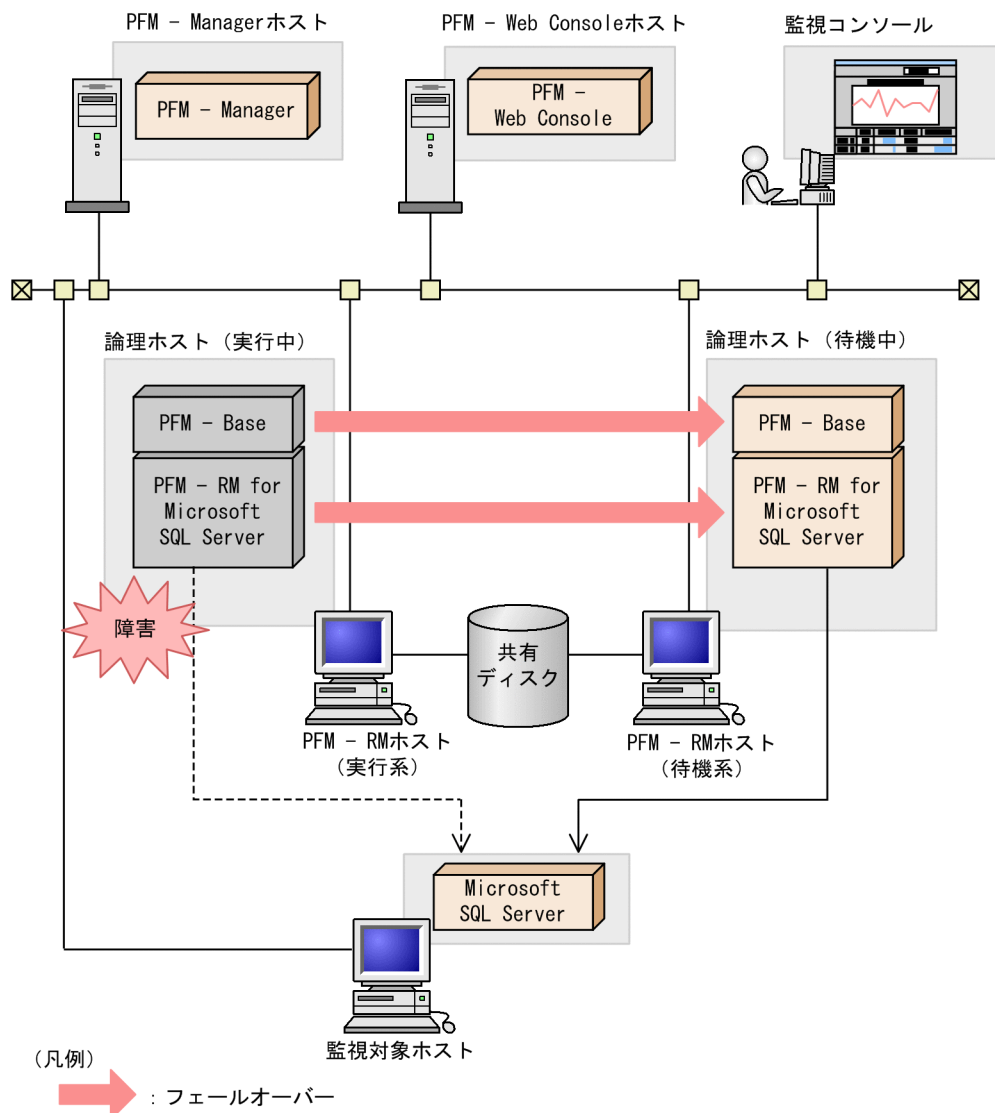 PFM - Managerホスト
PFM - Web Consoleホスト
監視コンソール
PFM - Manager
PFM -
Web Console
論理ホスト（実行中）
論理ホスト（待機中）
PFM - Base
PFM - Base
PFM - RM for
Microsoft
SQL Server
PFM - RM for
Microsoft
SQL Server
障害
共有
ディスク
PFM - RMホスト
（実行系）
PFM - RMホスト
（待機系）
Microsoft
SQL Server
監視対象ホスト
（凡例）
：フェールオーバー